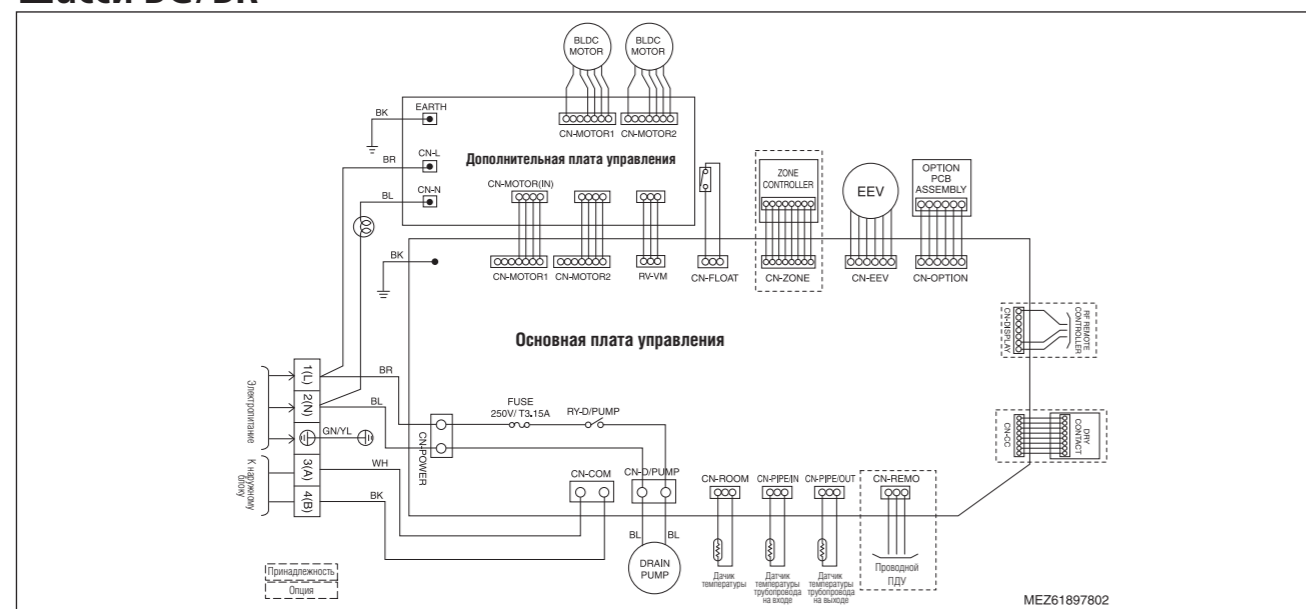 BLDC
MOTOR
BLDC
MOTOR
EARTH
BK
CN-MOTOR1
CN-MOTOR2
CN-L
BR
Дополнительная плата управления
CN-N
BL
CN-MOTOR(IN)
ZONE
CONTROLLER
EEV
OPTION
PCB
ASSEMBLY
BK
CN-MOTOR1
CN-MOTOR2
RV-VM
CN-FLOAT
CN-ZONE
CN-EEV
CN-OPTION
CN-DISPLAY
RF REMOTE
CONTROLLER
Основная плата управления
Электропитание
1(L)
BR
2(N)
BL
GN/YL
CN-POWER
FUSE
250V/ T3.15A
RY-D/PUMP
CN-CC
DRY
CONTACT
К наружному
блоку
3(A)
WH
4(B)
BK
CN-COM
CN-D/PUMP
CN-ROOM
CN-PIPE/IN
CN-PIPE/OUT
CN-REMO
BL
BL
DRAIN
PUMP
Датчик
температуры
Датчик
температуры
трубопровода
на входе
Датчик
температуры
трубопровода
на выходе
Проводной
ПДУ
Принадлежность
Опция
MEZ61897802